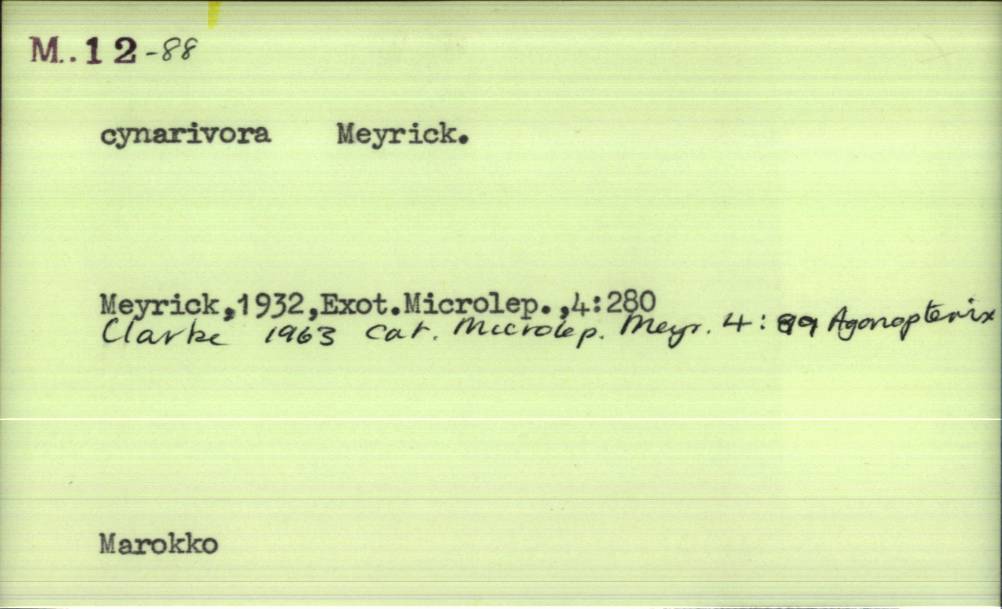 M..12-88
cynarivora Meyrick.
Meyrick,1932,Exot.Microlep.,4:280
Clarke 1963 Cat. Microlep. Meyr. 4: 89 Agonopterix
Marokko